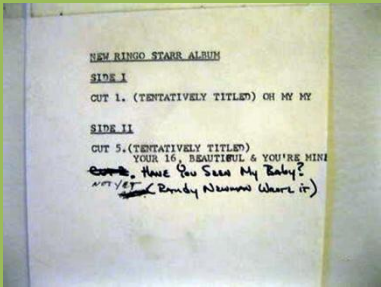 NEW RINGO STARR ALBUM
SIDE I
CUT 1. (TENTATIVELY TITLED) OH MY MY
SIDE II
CUT 5.(TENTATIVELY TITLED)
YOUR 16, BEAUTIFUL & YOU'RE MINE
. HAVE YOU SEEN MY BABY?
NOT YET (RANDY NEWMAN WROTE IT)